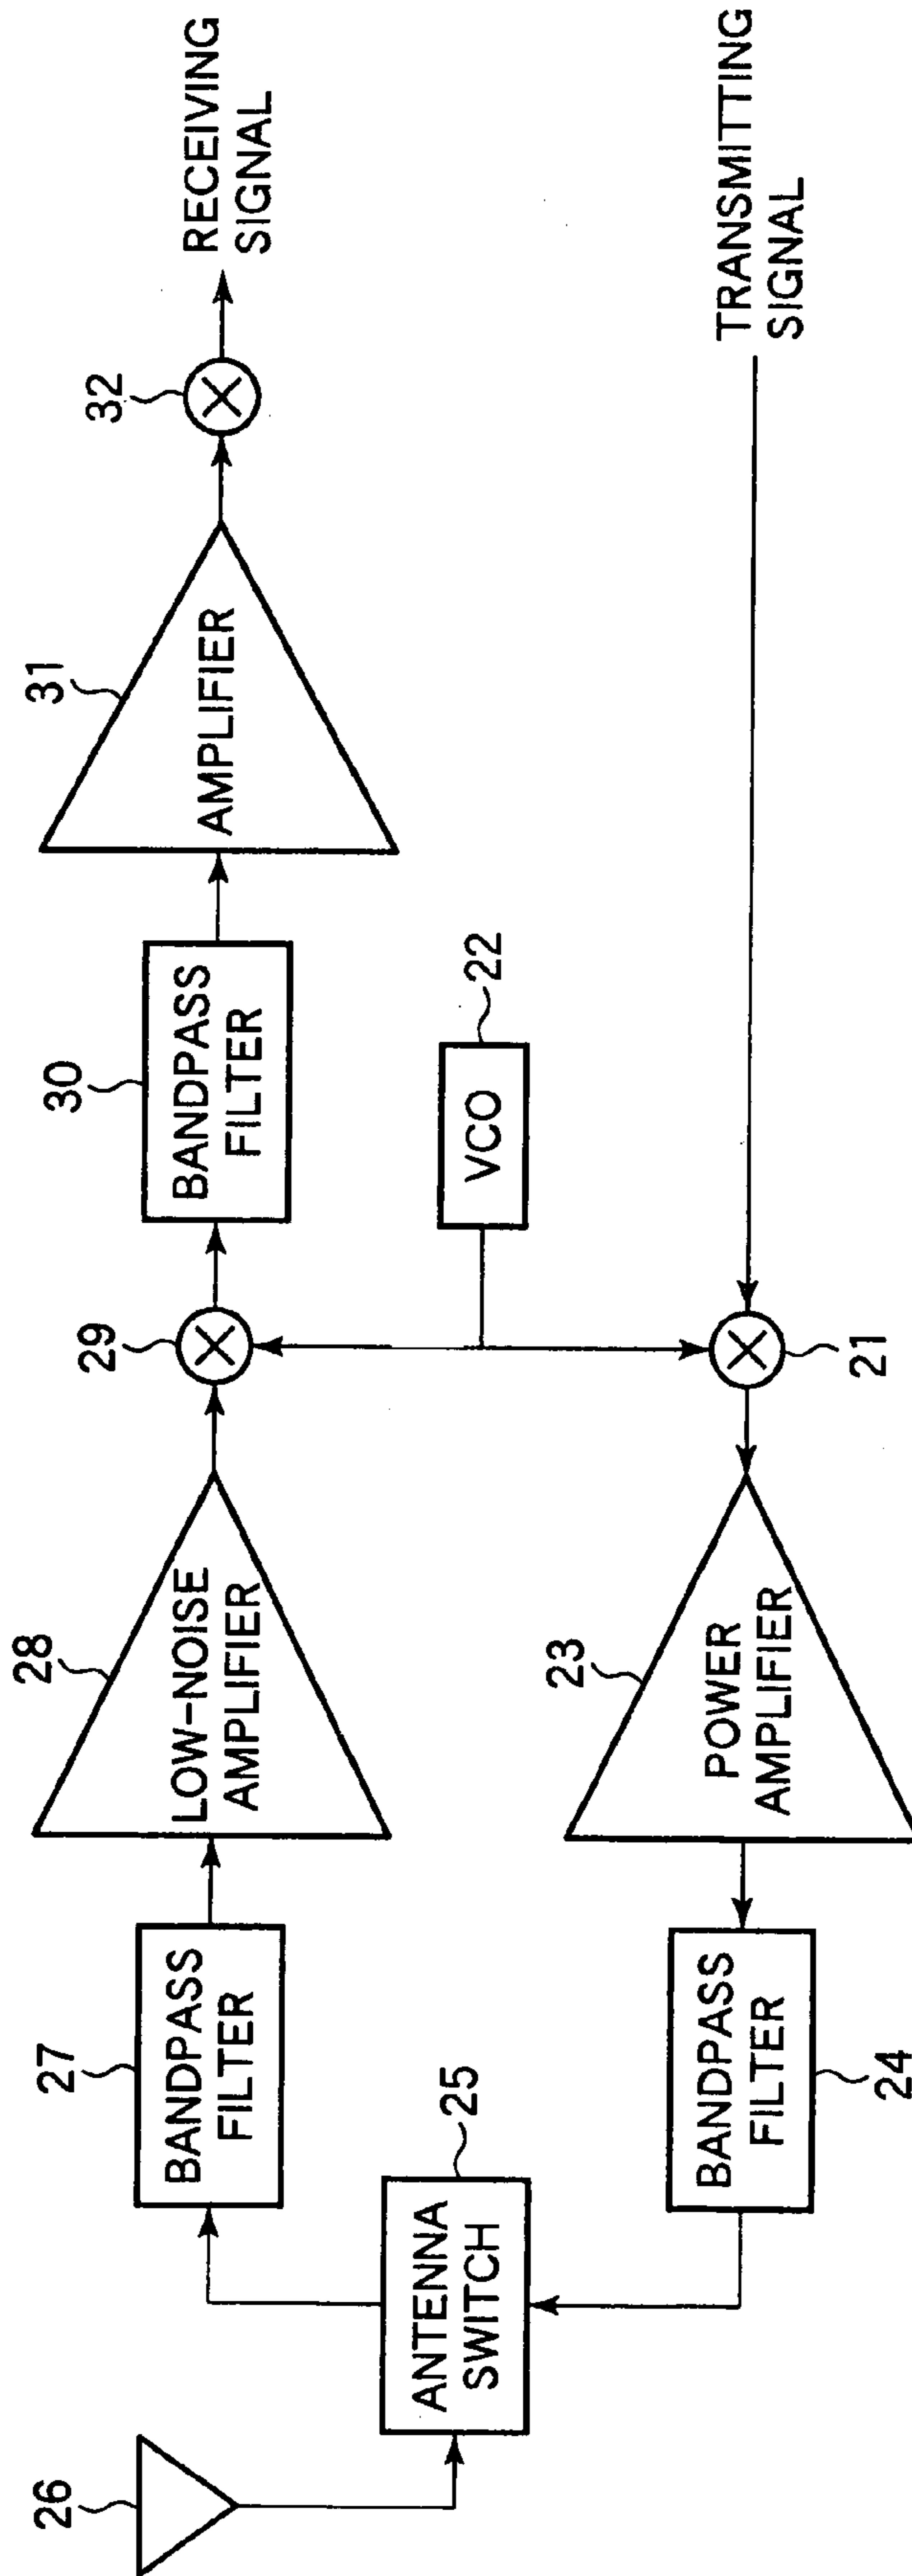 26
27
BANDPASS
FILTER
28
LOW-NOISE
AMPLIFIER
29
30
BANDPASS
FILTER
31
AMPLIFIER
32
RECEIVING
SIGNAL
25
ANTENNA
SWITCH
22
VCO
24
BANDPASS
FILTER
23
POWER
AMPLIFIER
21
TRANSMITTING
SIGNAL